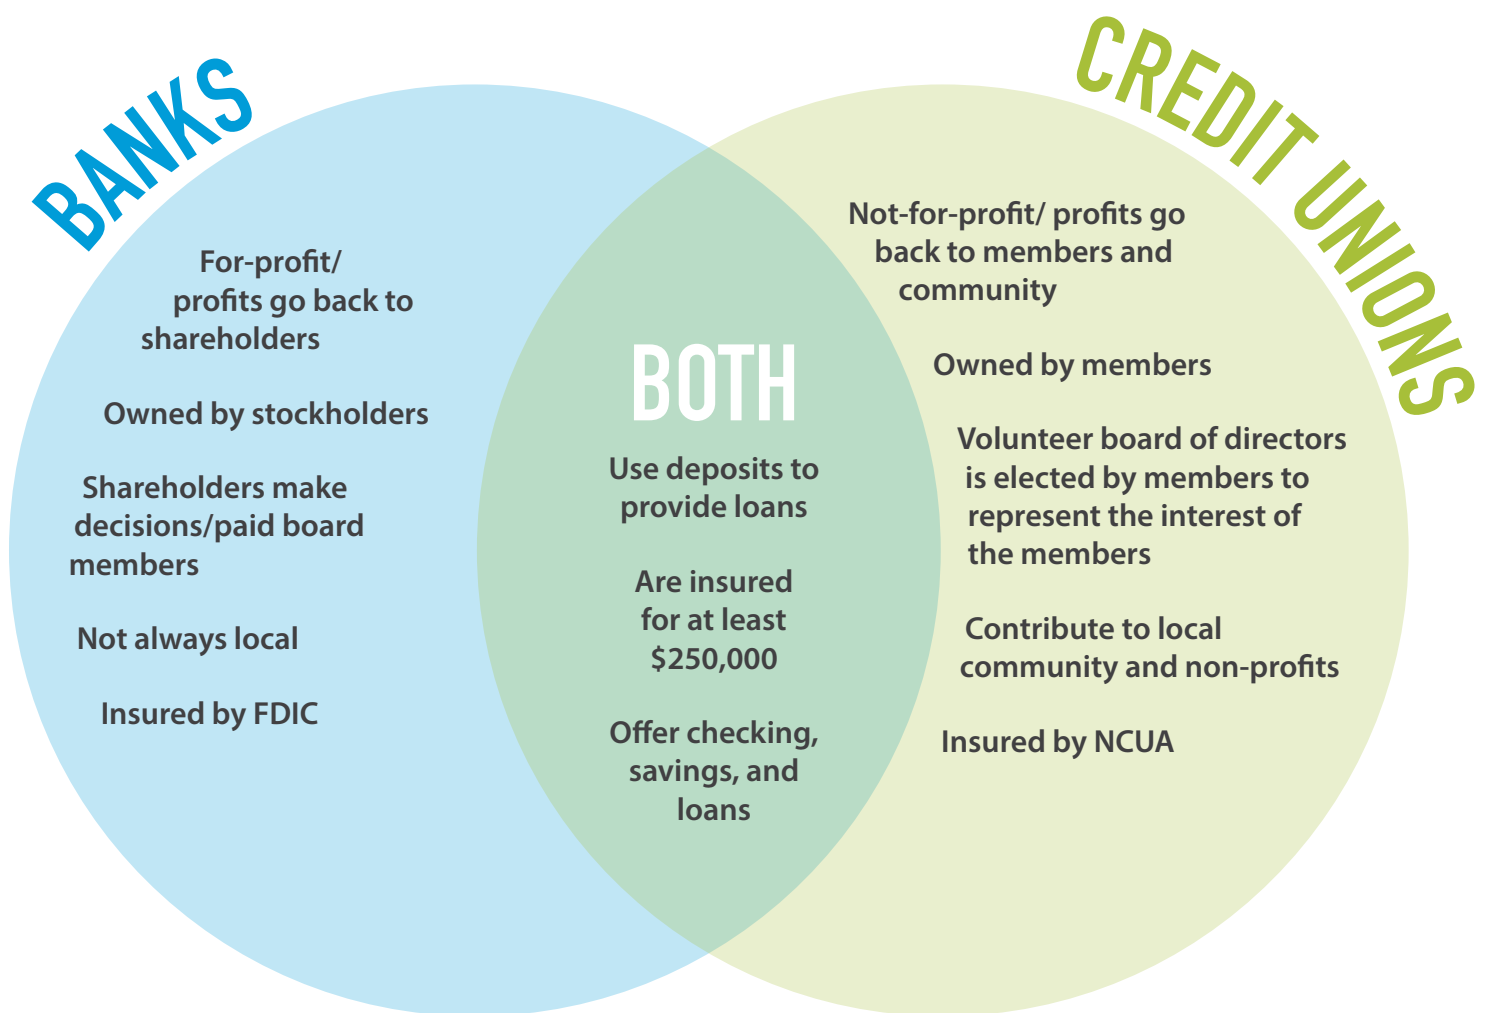 BANKS
For-profit/
profits go back to
shareholders
Owned by stockholders
Shareholders make
decisions/paid board
members
Not always local
Insured by FDIC
BOTH
Use deposits to
provide loans
Are insured
for at least
$250,000
Offer checking,
savings, and
loans
CREDIT UNIONS
Not-for-profit/ profits go
back to members and
community
Owned by members
Volunteer board of directors
is elected by members to
represent the interest of
the members
Contribute to local
community and non-profits
Insured by NCUA